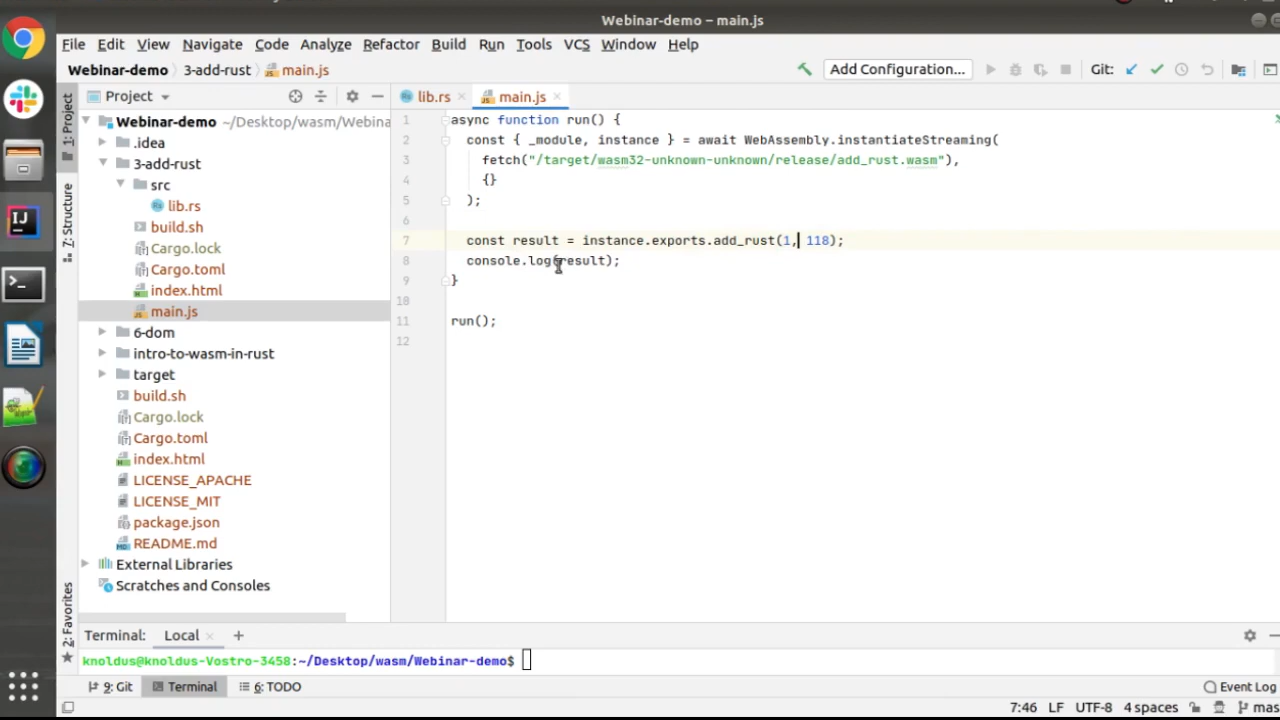 Webinar-demo – main.js
File Edit View Navigate Code Analyze Refactor Build Run Tools VCS Window Help
Webinar-demo 3-add-rust main.js Add Configuration... Git:
1: Project
Project
lib.rs main.js
Webinar-demo ~/Desktop/wasm/Webina
.idea
3-add-rust
src
lib.rs
build.sh
Cargo.lock
Cargo.toml
index.html
main.js
6-dom
intro-to-wasm-in-rust
target
build.sh
Cargo.lock
Cargo.toml
index.html
LICENSE_APACHE
LICENSE_MIT
package.json
README.md
External Libraries
Scratches and Consoles
7: Structure
2: Favorites
1 async function run() {
2 const { _module, instance } = await WebAssembly.instantiateStreaming(
3 fetch("/target/wasm32-unknown-unknown/release/add_rust.wasm"),
4 {}
5 );
6
7 const result = instance.exports.add_rust(1, 118);
8 console.log(result);
9 }
10
11 run();
12
Terminal: Local +
knoldus@knoldus-Vostro-3458:~/Desktop/wasm/Webinar-demo$
9: Git Terminal 6: TODO Event Log
7:46 LF UTF-8 4 spaces mas